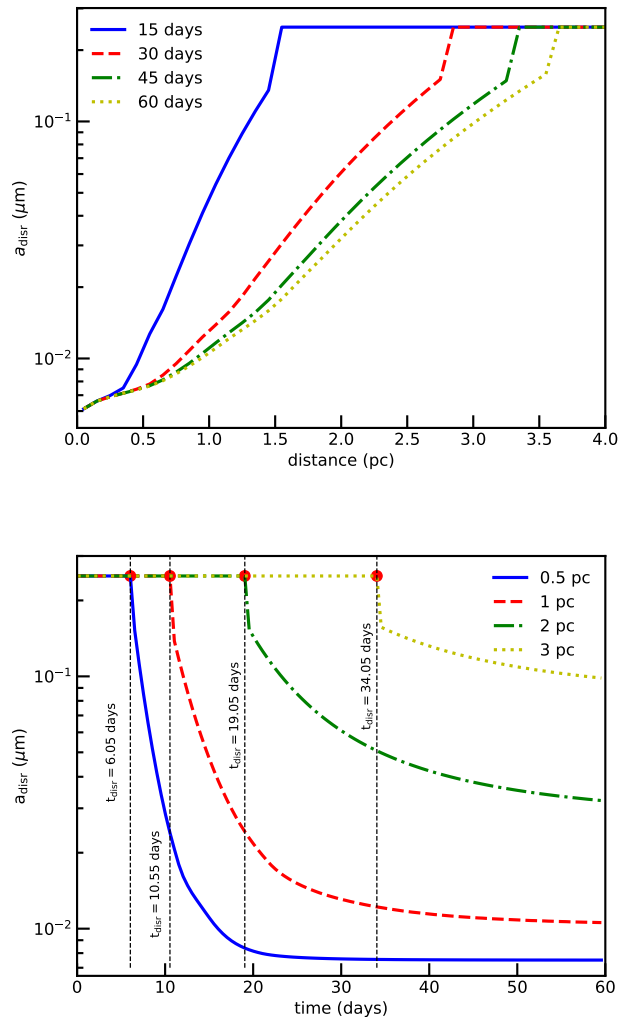 15 days
30 days
45 days
60 days
10⁻¹
10⁻²
a_disr (μm)
0.0 0.5 1.0 1.5 2.0 2.5 3.0 3.5 4.0
distance (pc)
0.5 pc
1 pc
2 pc
3 pc
10⁻¹
10⁻²
a_disr (μm)
t_disr = 6.05 days
t_disr = 10.55 days
t_disr = 19.05 days
t_disr = 34.05 days
0 10 20 30 40 50 60
time (days)